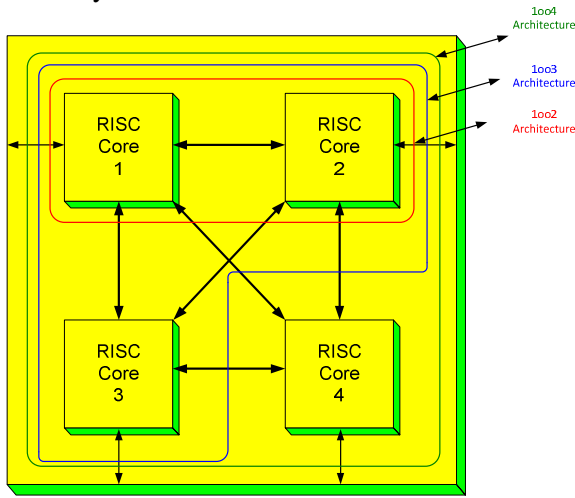 1oo4
Architecture
1oo3
Architecture
1oo2
Architecture
RISC
Core
1
RISC
Core
2
RISC
Core
3
RISC
Core
4